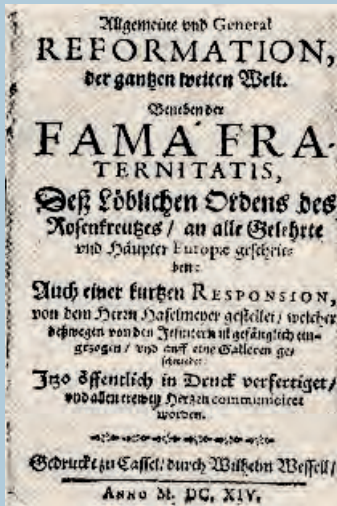 Allgemeine vnd General
REFORMATION,
der gantzen weiten Welt.
Beneben der
FAMA FRA-
TERNITATIS,
Deß Löblichen Ordens des
Rosenkreutzes / an alle Gelehrte
vnd Häupter Europæ geschrie-
ben:
Auch einer kurtzen RESPONSION,
von dem Herrn Haselmeyer gestellet / welcher
deßwegen von den Jesuitern ist gefänglich ein-
gezogen / vnd auff eine Galleren ge-
schmiedet:
Itzo öffentlich in Druck verfertiget /
vnd allen trewen Hertzen communiciret
worden.
Gedruckt zu Cassel / durch Wilhelm Wessell /
ANNO M. DC. XIV.